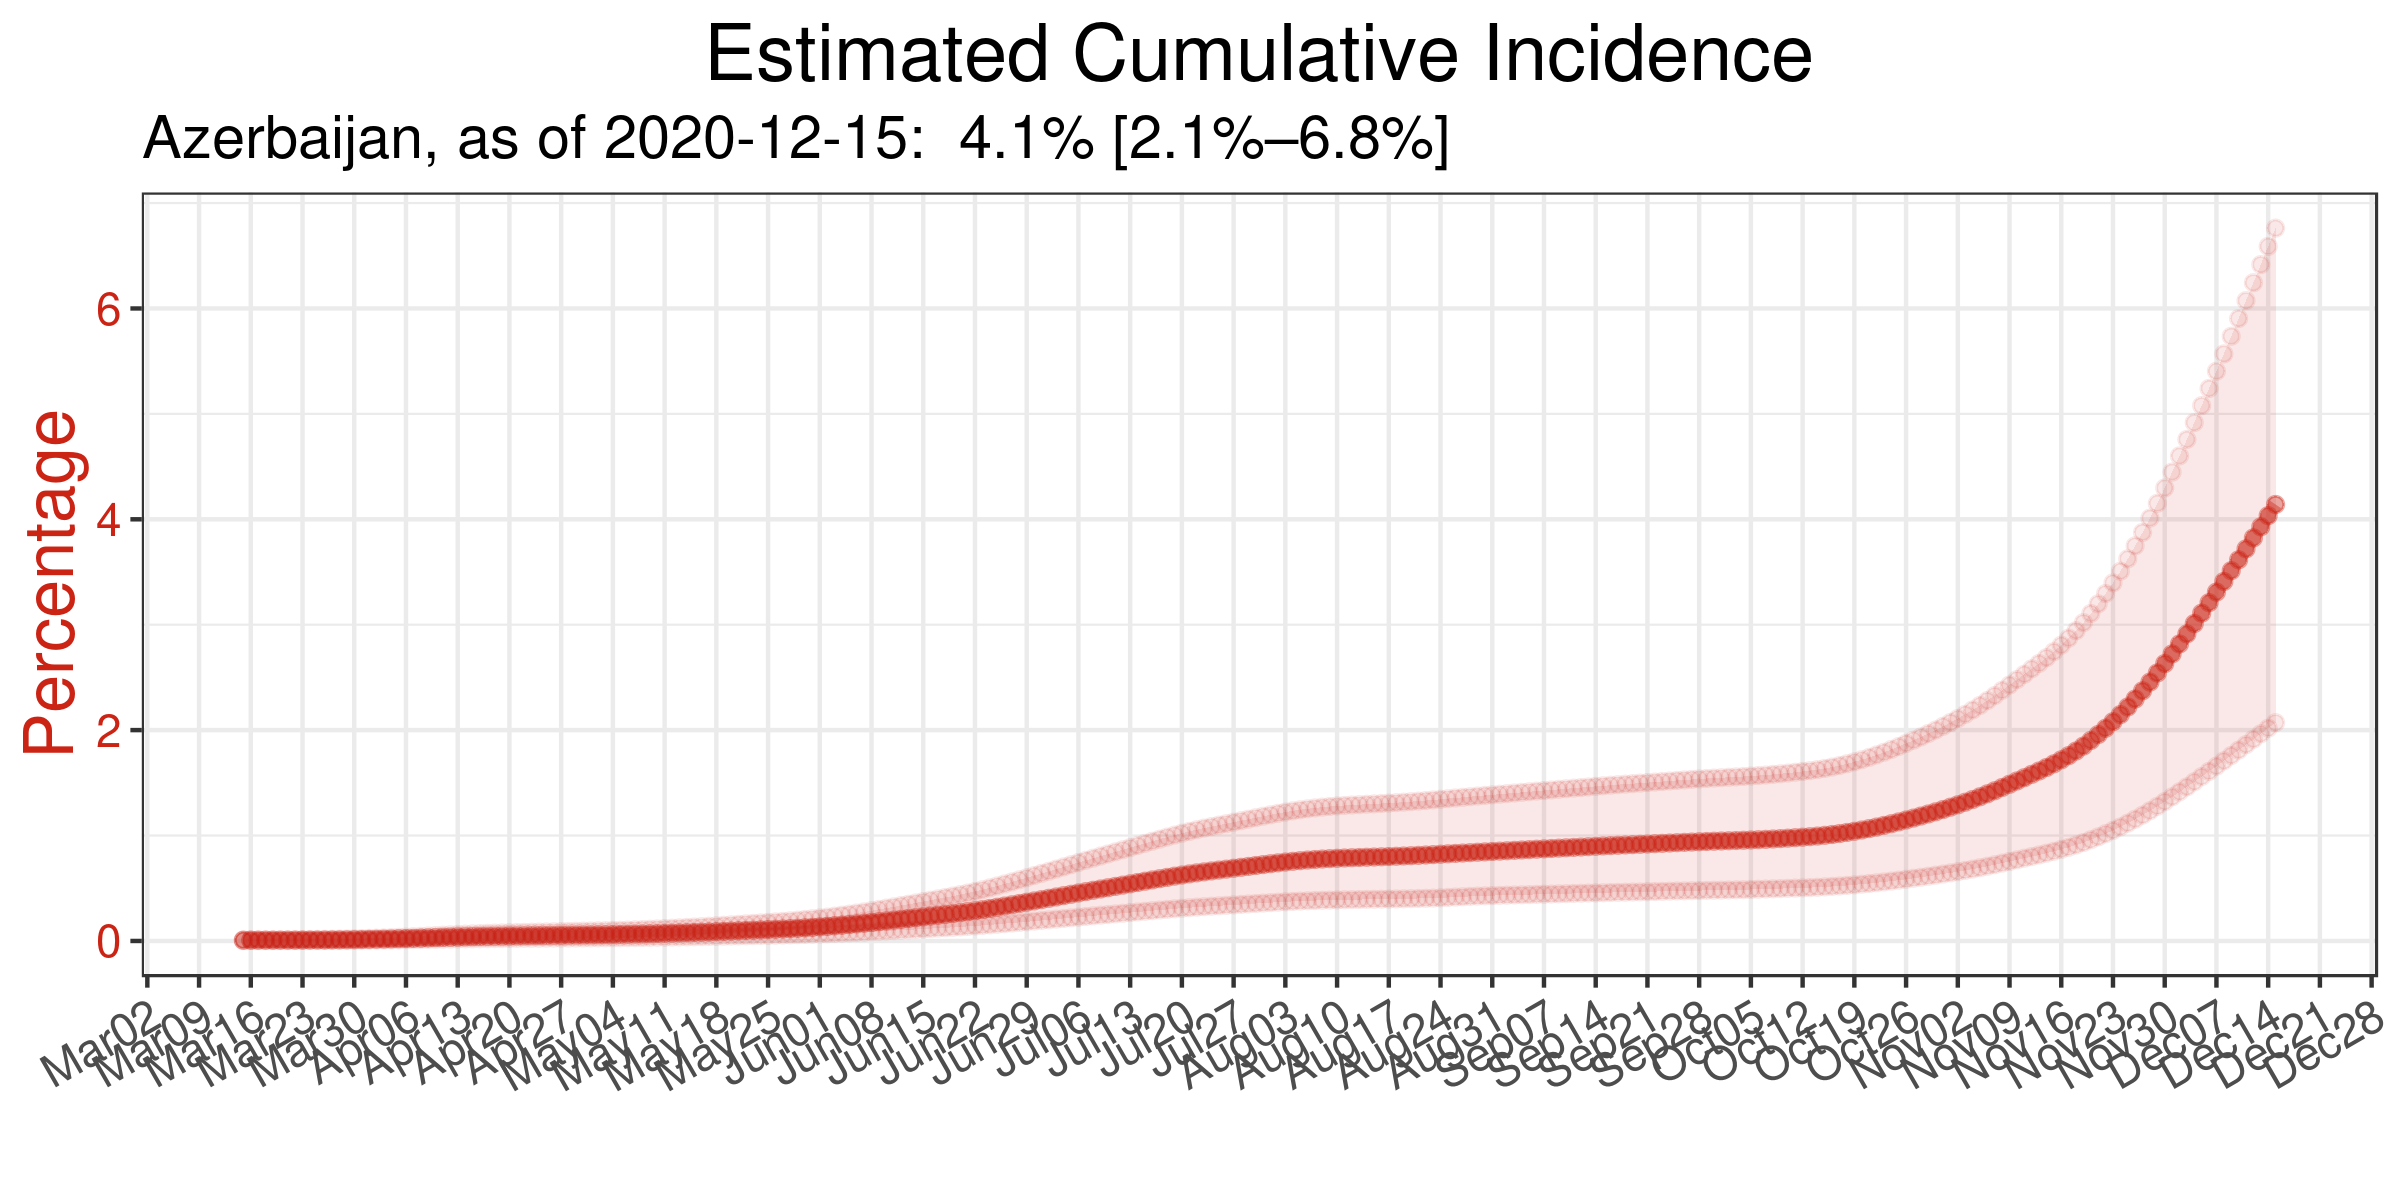 Estimated Cumulative Incidence
Azerbaijan, as of 2020-12-15:  4.1% [2.1%–6.8%]
Percentage
6
4
2
0
Mar02
Mar09
Mar16
Mar23
Mar30
Apr06
Apr13
Apr20
Apr27
May04
May11
May18
May25
Jun01
Jun08
Jun15
Jun22
Jun29
Jul06
Jul13
Jul20
Jul27
Aug03
Aug10
Aug17
Aug24
Aug31
Sep07
Sep14
Sep21
Sep28
Oct05
Oct12
Oct19
Oct26
Nov02
Nov09
Nov16
Nov23
Nov30
Dec07
Dec14
Dec21
Dec28